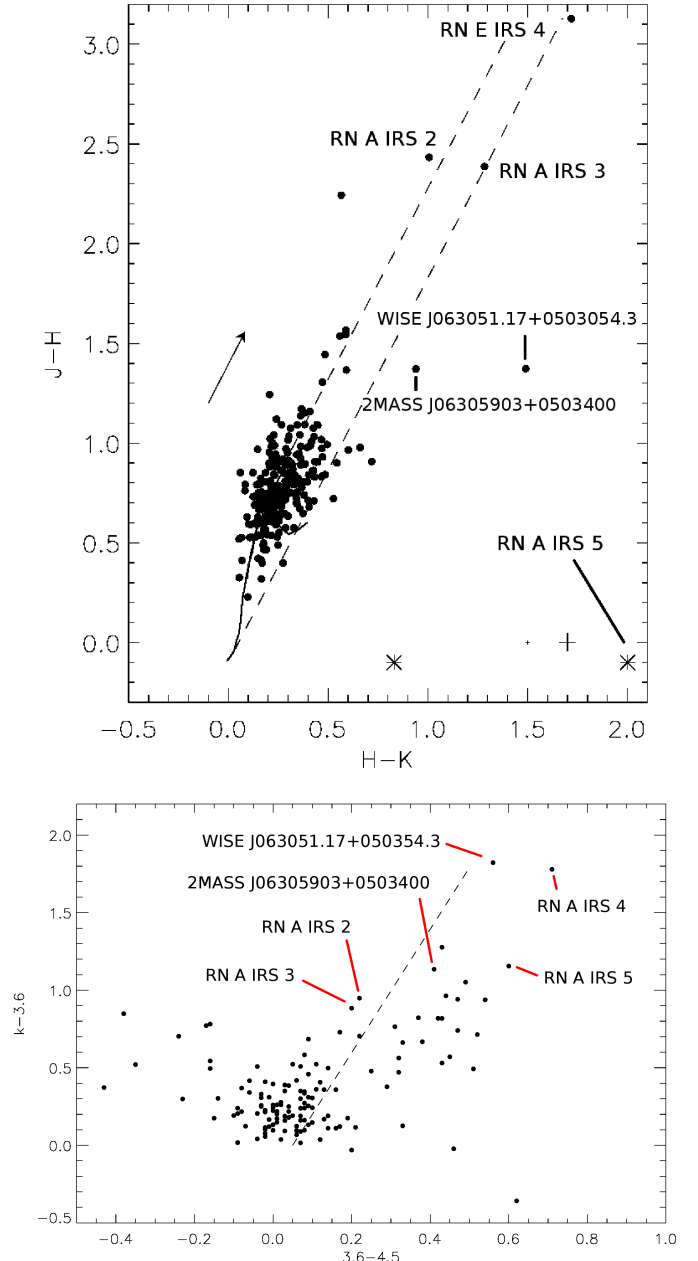 3.0
RN E IRS 4
2.5
RN A IRS 2
RN A IRS 3
2.0
WISE J063051.17+0503054.3
1.5
J-H
2MASS J06305903+0503400
1.0
RN A IRS 5
0.5
0.0
-0.5 0.0 0.5 1.0 1.5 2.0
H-K
2.0
WISE J063051.17+050354.3
2MASS J06305903+0503400
RN A IRS 4
1.5
RN A IRS 2
RN A IRS 3
RN A IRS 5
1.0
k-3.6
0.5
0.0
-0.5
-0.4 -0.2 0.0 0.2 0.4 0.6 0.8 1.0
3.6-4.5